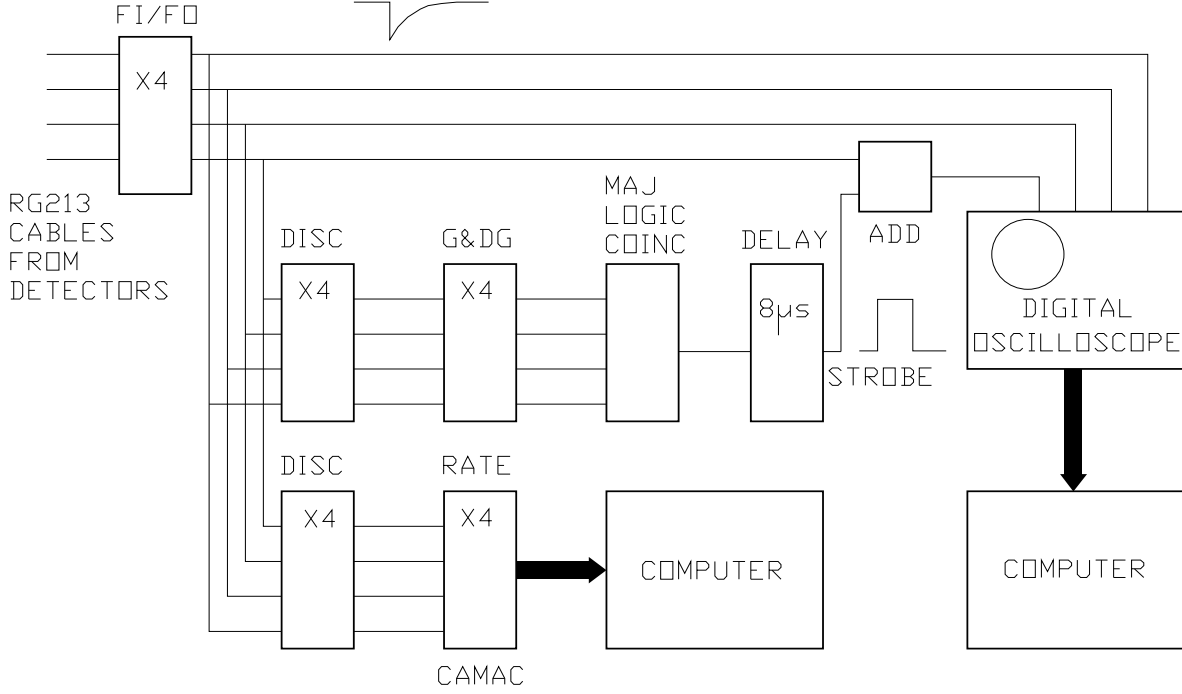 FI/FO
X4
RG213
CABLES
FROM
DETECTORS
DISC
X4
G&DG
X4
MAJ
LOGIC
COINC
DELAY
8µs
ADD
STROBE
DIGITAL
OSCILLOSCOPE
DISC
X4
RATE
X4
CAMAC
COMPUTER
COMPUTER